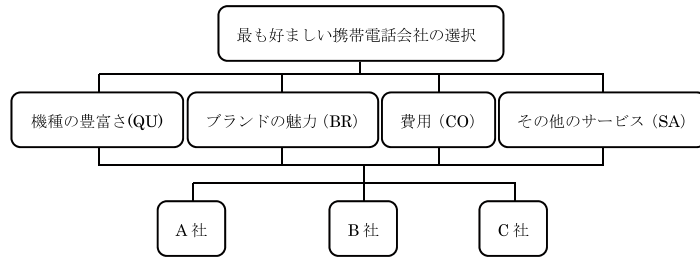 最も好ましい携帯電話会社の選択
機種の豊富さ(QU)
ブランドの魅力（BR）
費用（CO）
その他のサービス（SA）
A 社
B 社
C 社